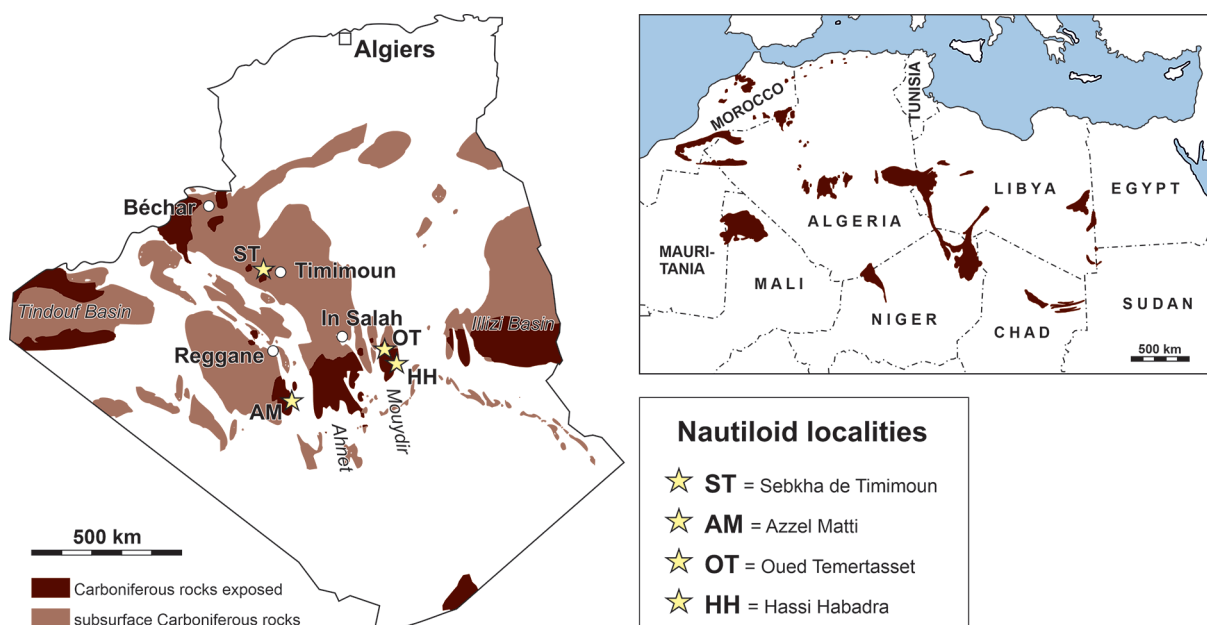 Algiers
Béchar
ST
Timimoun
Tindouf Basin
In Salah
Illizi Basin
OT
Reggane
HH
AM
Mouydir
Ahnet
500 km
Carboniferous rocks exposed
subsurface Carboniferous rocks
MOROCCO
TUNISIA
LIBYA
EGYPT
ALGERIA
MAURI-
TANIA
MALI
NIGER
CHAD
SUDAN
500 km
Nautiloid localities
ST = Sebkha de Timimoun
AM = Azzel Matti
OT = Oued Temertasset
HH = Hassi Habadra